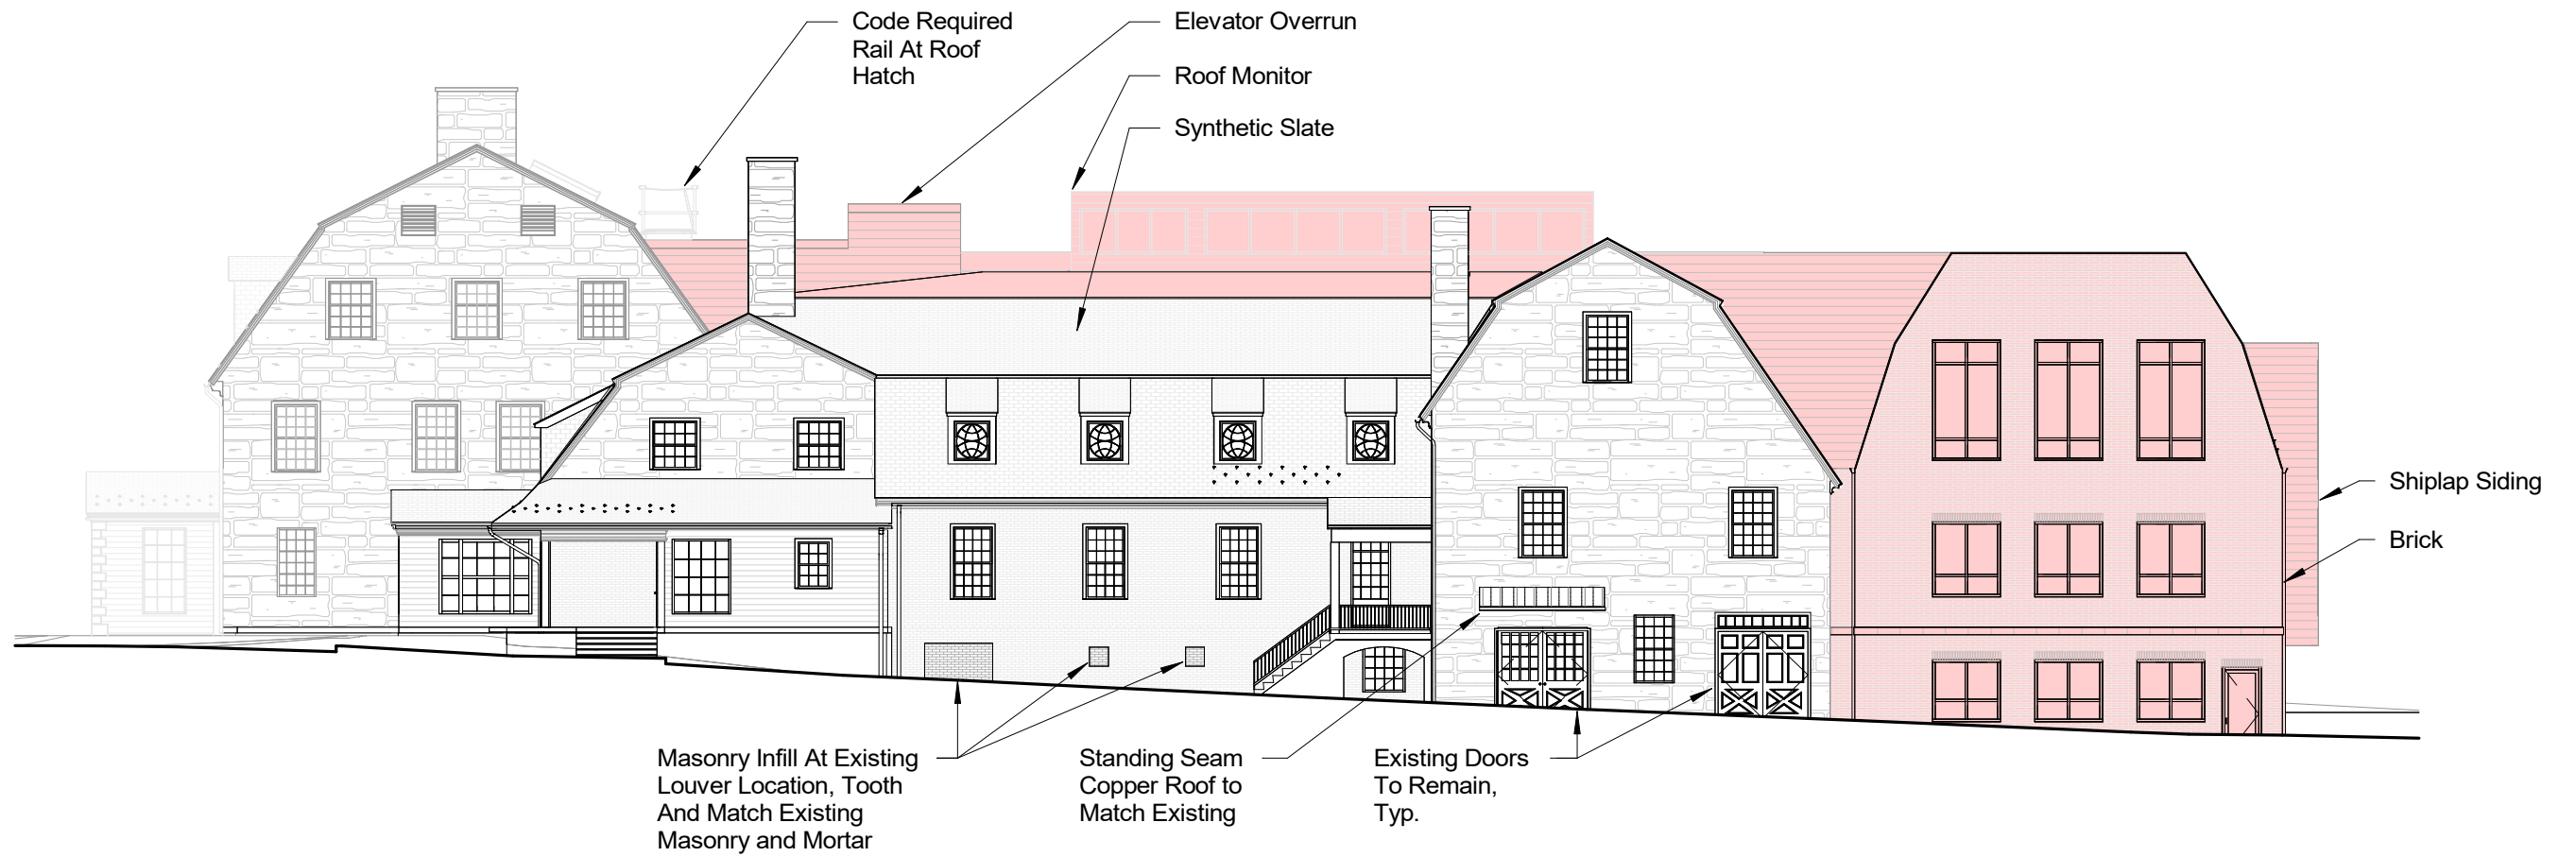 Code Required
Rail At Roof
Hatch
Elevator Overrun
Roof Monitor
Synthetic Slate
Shiplap Siding
Brick
Masonry Infill At Existing
Louver Location, Tooth
And Match Existing
Masonry and Mortar
Standing Seam
Copper Roof to
Match Existing
Existing Doors
To Remain,
Typ.